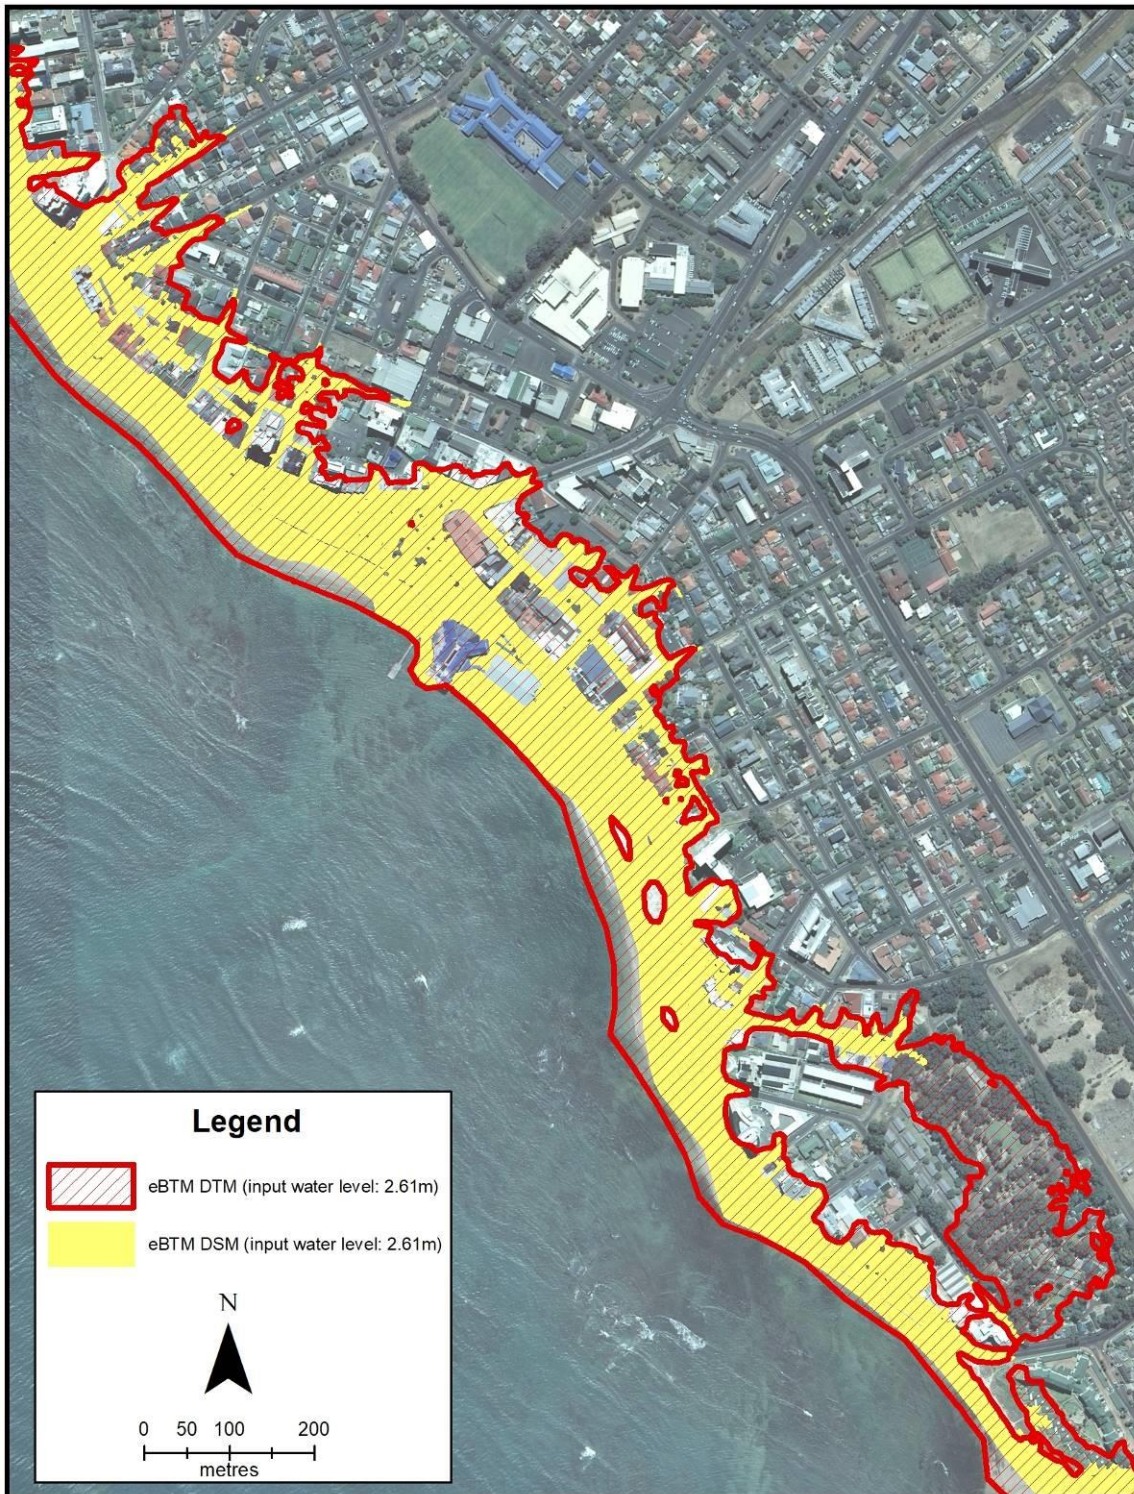 Legend
eBTM DTM (input water level: 2.61m)
eBTM DSM (input water level: 2.61m)
N
0 50 100 200
metres